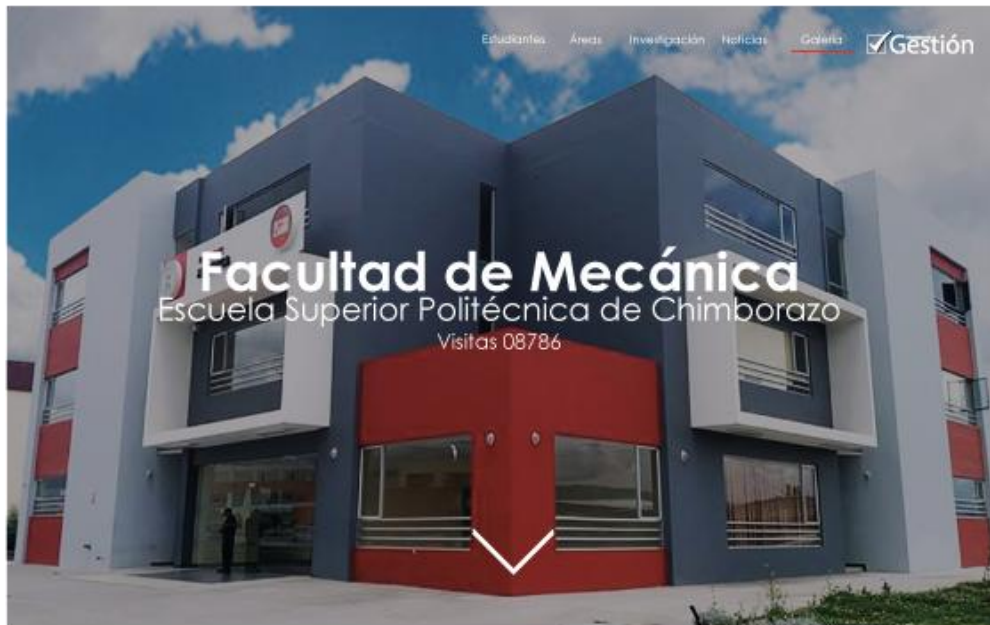 Estudiantes Áreas Investigación Noticias Galería Gestión
Facultad de Mecánica
Escuela Superior Politécnica de Chimborazo
Visitas 08786